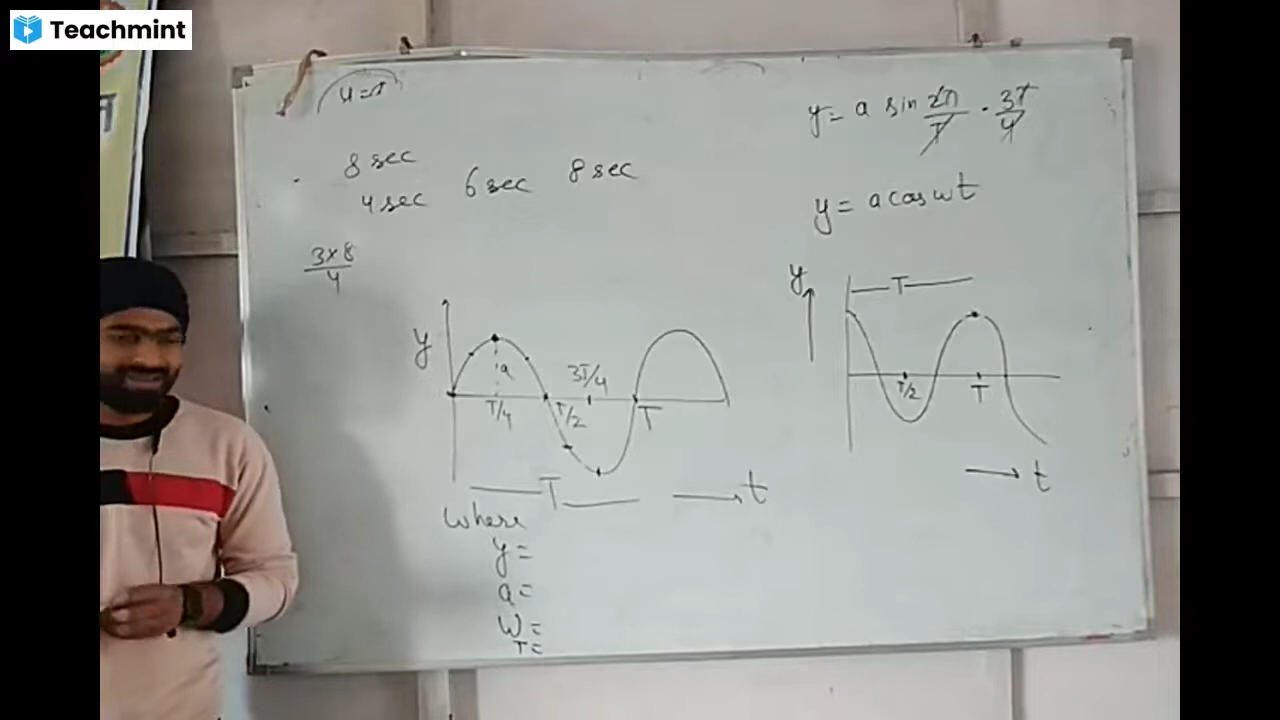 Teachmint
8 sec
4 sec 6 sec 8 sec
3×8/4
y
a
T/4
T/2
3T/4
T
T
t
where
y=
a=
W=
T=
y= a sin 2π/T · 3T/4
y= a cos wt
y
T
T/2
T
t